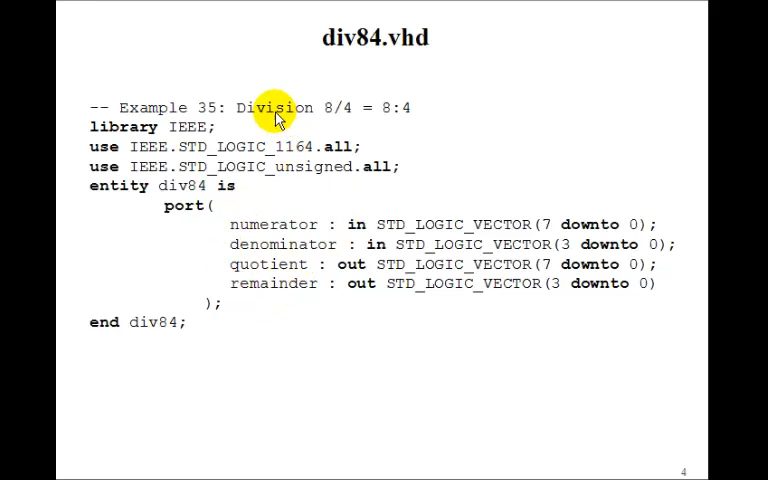 div84.vhd
-- Example 35: Division 8/4 = 8:4
library IEEE;
use IEEE.STD_LOGIC_1164.all;
use IEEE.STD_LOGIC_unsigned.all;
entity div84 is
port(
numerator : in STD_LOGIC_VECTOR(7 downto 0);
denominator : in STD_LOGIC_VECTOR(3 downto 0);
quotient : out STD_LOGIC_VECTOR(7 downto 0);
remainder : out STD_LOGIC_VECTOR(3 downto 0)
);
end div84;
4